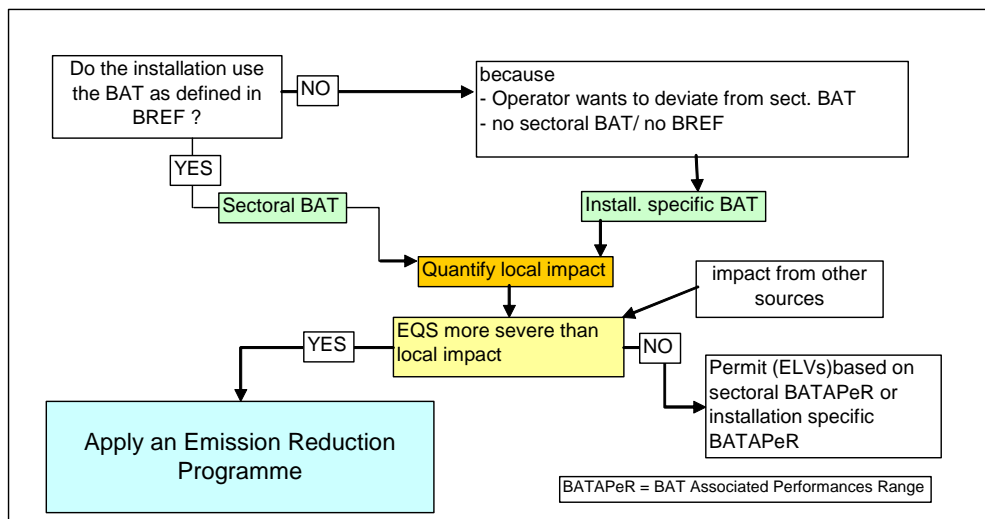 Do the installation use
the BAT as defined in
BREF ?
NO
because
- Operator wants to deviate from sect. BAT
- no sectoral BAT/ no BREF
YES
Sectoral BAT
Install. specific BAT
Quantify local impact
impact from other
sources
EQS more severe than
local impact
YES
NO
Permit (ELVs)based on
sectoral BATAPeR or
installation specific
BATAPeR
Apply an Emission Reduction
Programme
BATAPeR = BAT Associated Performances Range